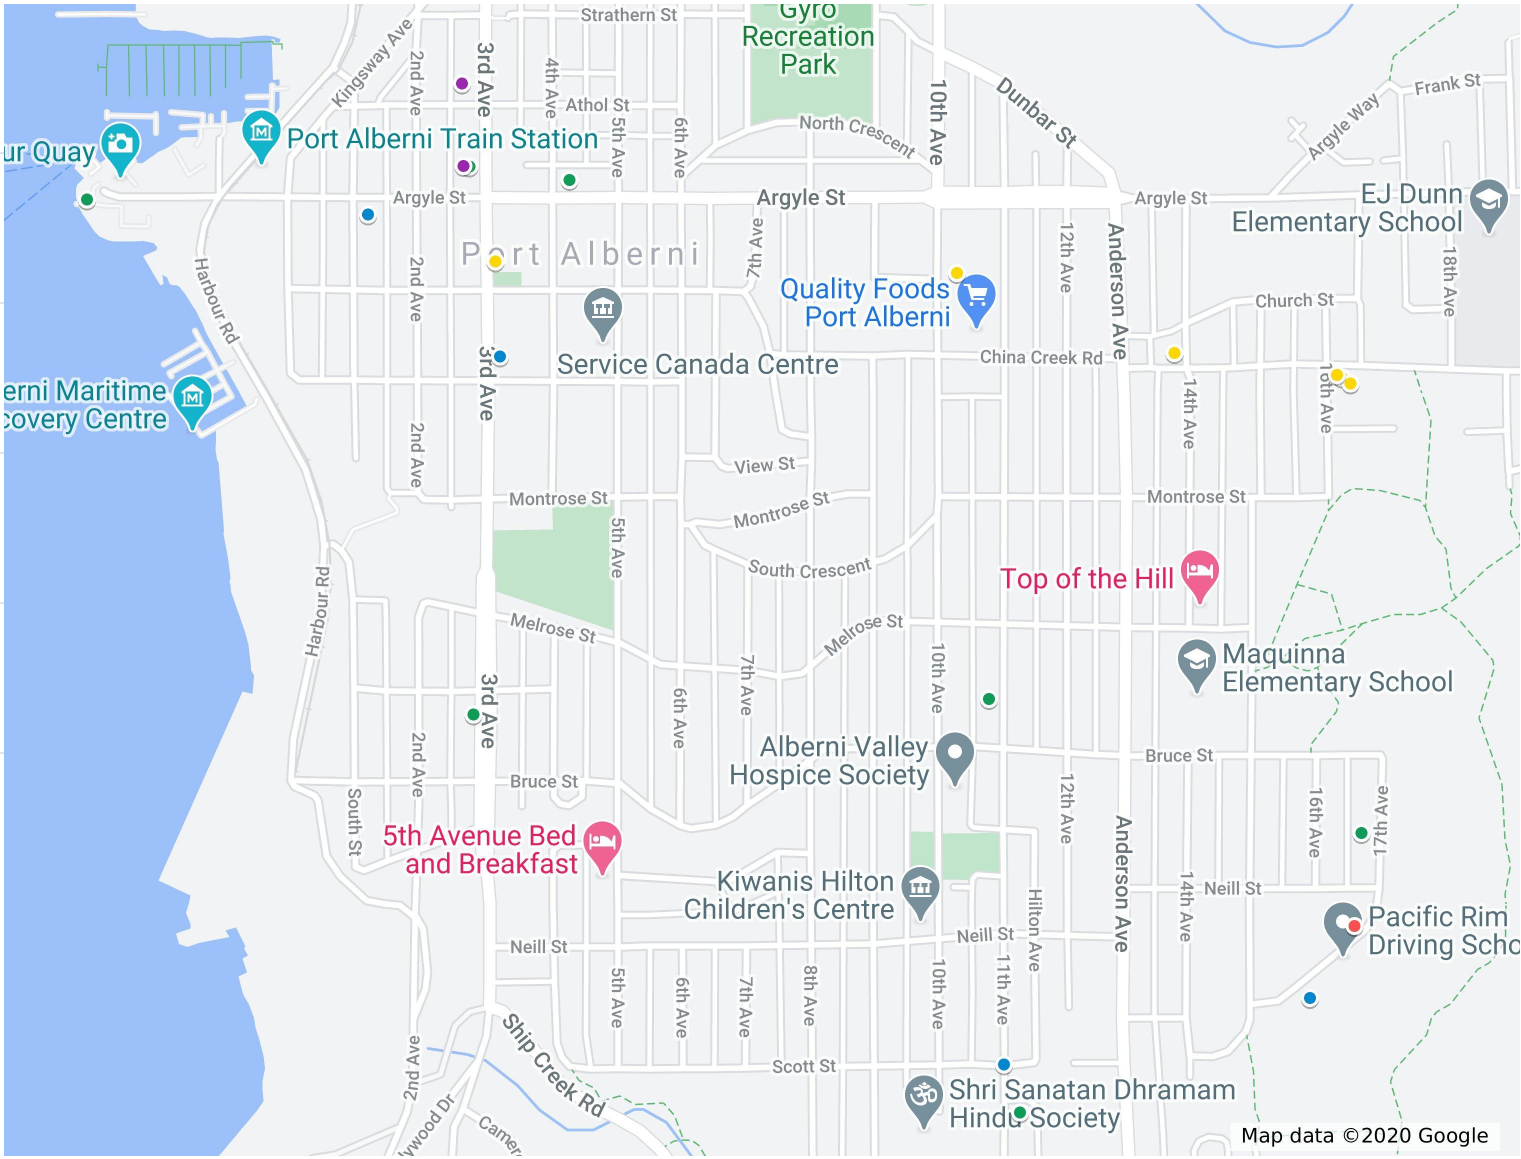 Strathern St
Gyro
Recreation
Park
Kingsway Ave
2nd Ave
3rd Ave
4th Ave
Athol St
5th Ave
6th Ave
North Crescent
10th Ave
Dunbar St
Argyle Way
Frank St
ur Quay
Port Alberni Train Station
Argyle St
Argyle St
Argyle St
EJ Dunn
Elementary School
Port Alberni
7th Ave
12th Ave
Anderson Ave
18th Ave
Harbour Rd
2nd Ave
Quality Foods
Port Alberni
Church St
3rd Ave
Service Canada Centre
China Creek Rd
erni Maritime
covery Centre
14th Ave
16th Ave
2nd Ave
View St
Montrose St
Montrose St
Montrose St
5th Ave
South Crescent
Top of the Hill
Harbour Rd
Melrose St
Melrose St
10th Ave
Maquinna
Elementary School
3rd Ave
6th Ave
7th Ave
2nd Ave
Alberni Valley
Hospice Society
Bruce St
Bruce St
South St
12th Ave
16th Ave
17th Ave
5th Avenue Bed
and Breakfast
Anderson Ave
Kiwanis Hilton
Children's Centre
Neill St
14th Ave
Hilton Ave
Pacific Rim
Driving Scho
Neill St
Neill St
5th Ave
6th Ave
7th Ave
8th Ave
10th Ave
11th Ave
2nd Ave
Ship Creek Rd
Scott St
Shri Sanatan Dhramam
Hindu Society
lywood Dr
Camero
Map data ©2020 Google